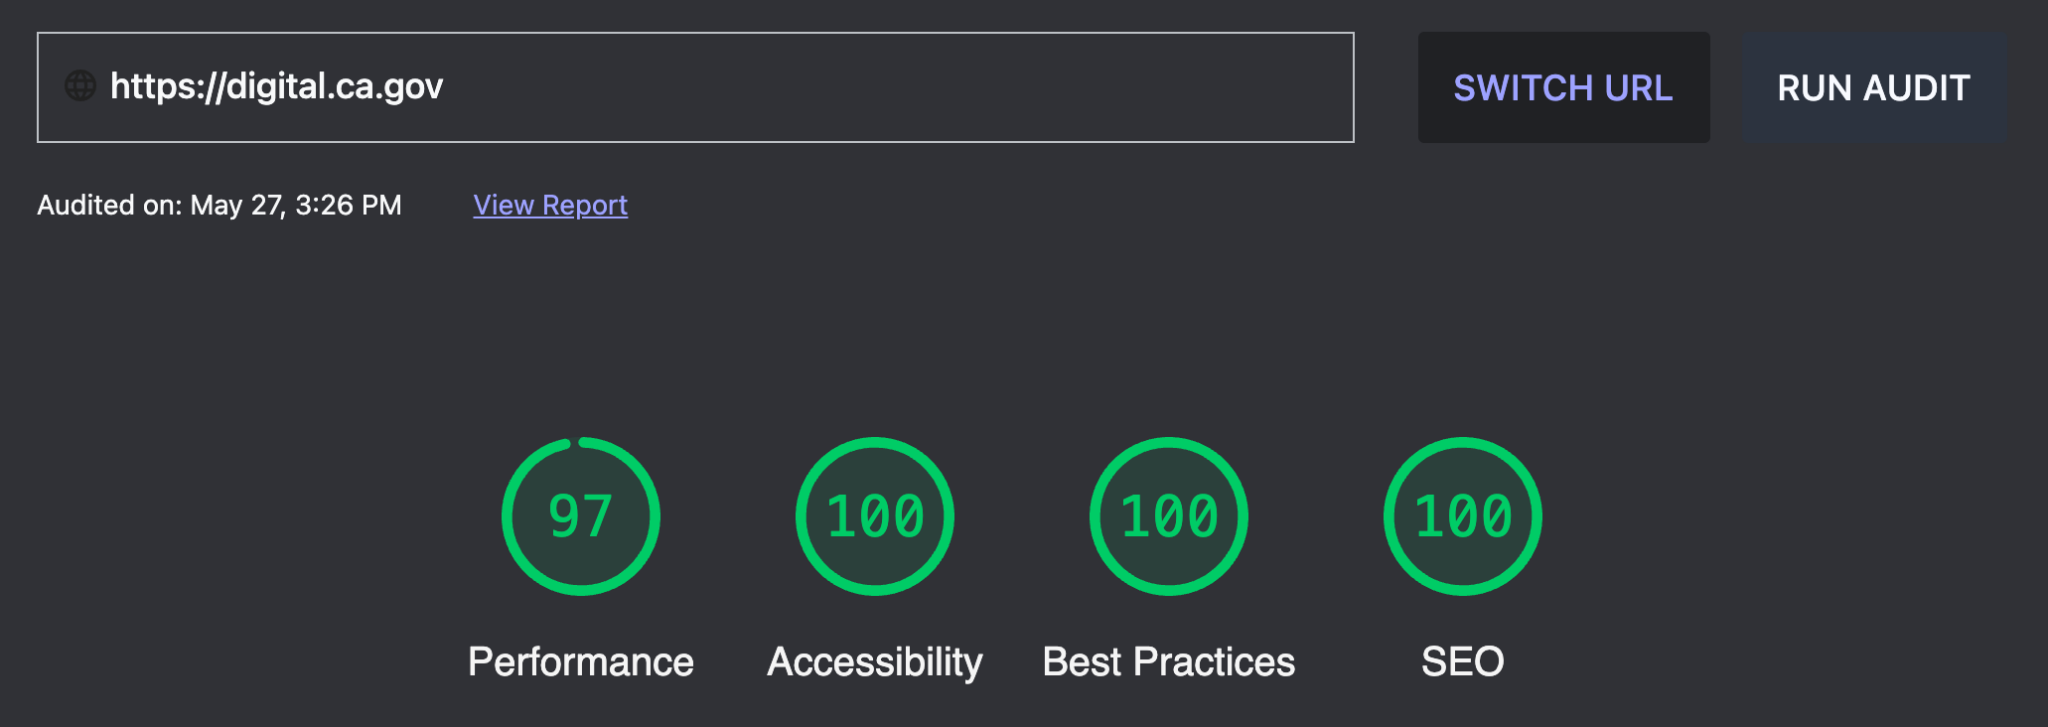 https://digital.ca.gov
SWITCH URL
RUN AUDIT
Audited on: May 27, 3:26 PM
View Report
97
100
100
100
Performance
Accessibility
Best Practices
SEO